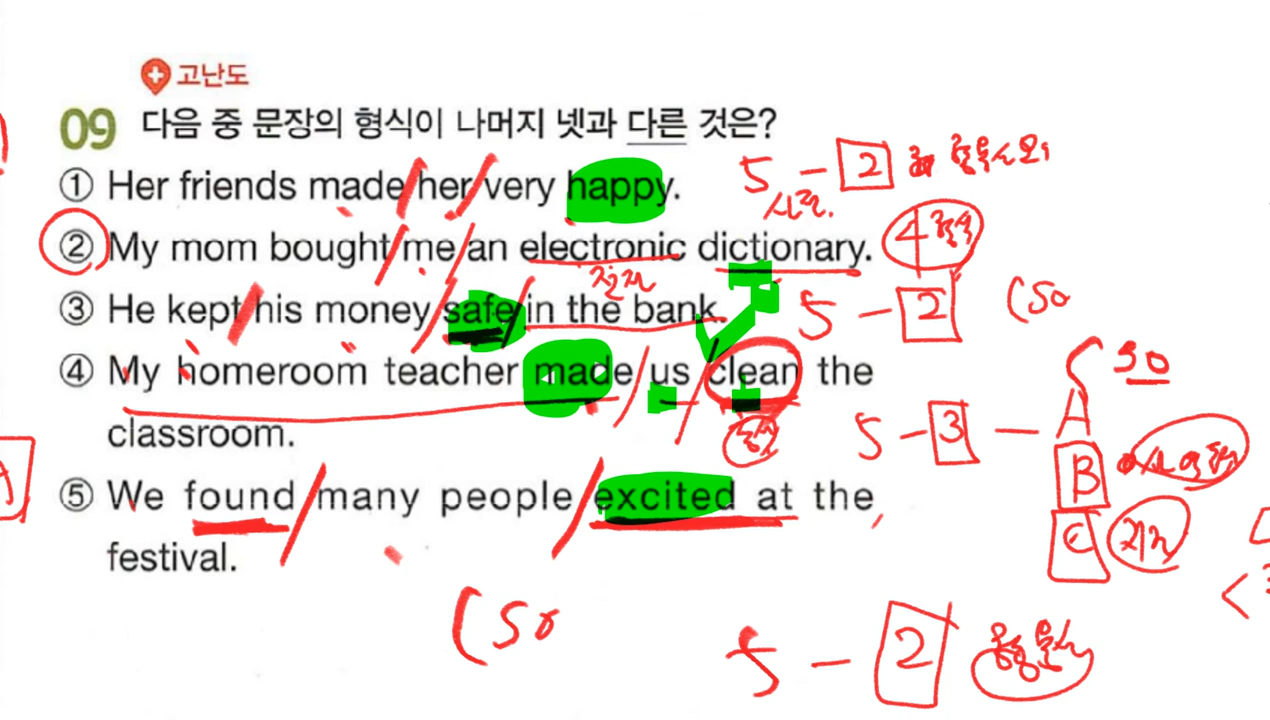 고난도
09 다음 중 문장의 형식이 나머지 넷과 다른 것은?
① Her friends made her very happy.
5 - 2
② My mom bought me an electronic dictionary.
4형식
③ He kept his money safe in the bank.
5 - 2
④ My homeroom teacher made us clean the
classroom.
5 - 3 - A
B
C
⑤ We found many people excited at the
festival.
5 - 2